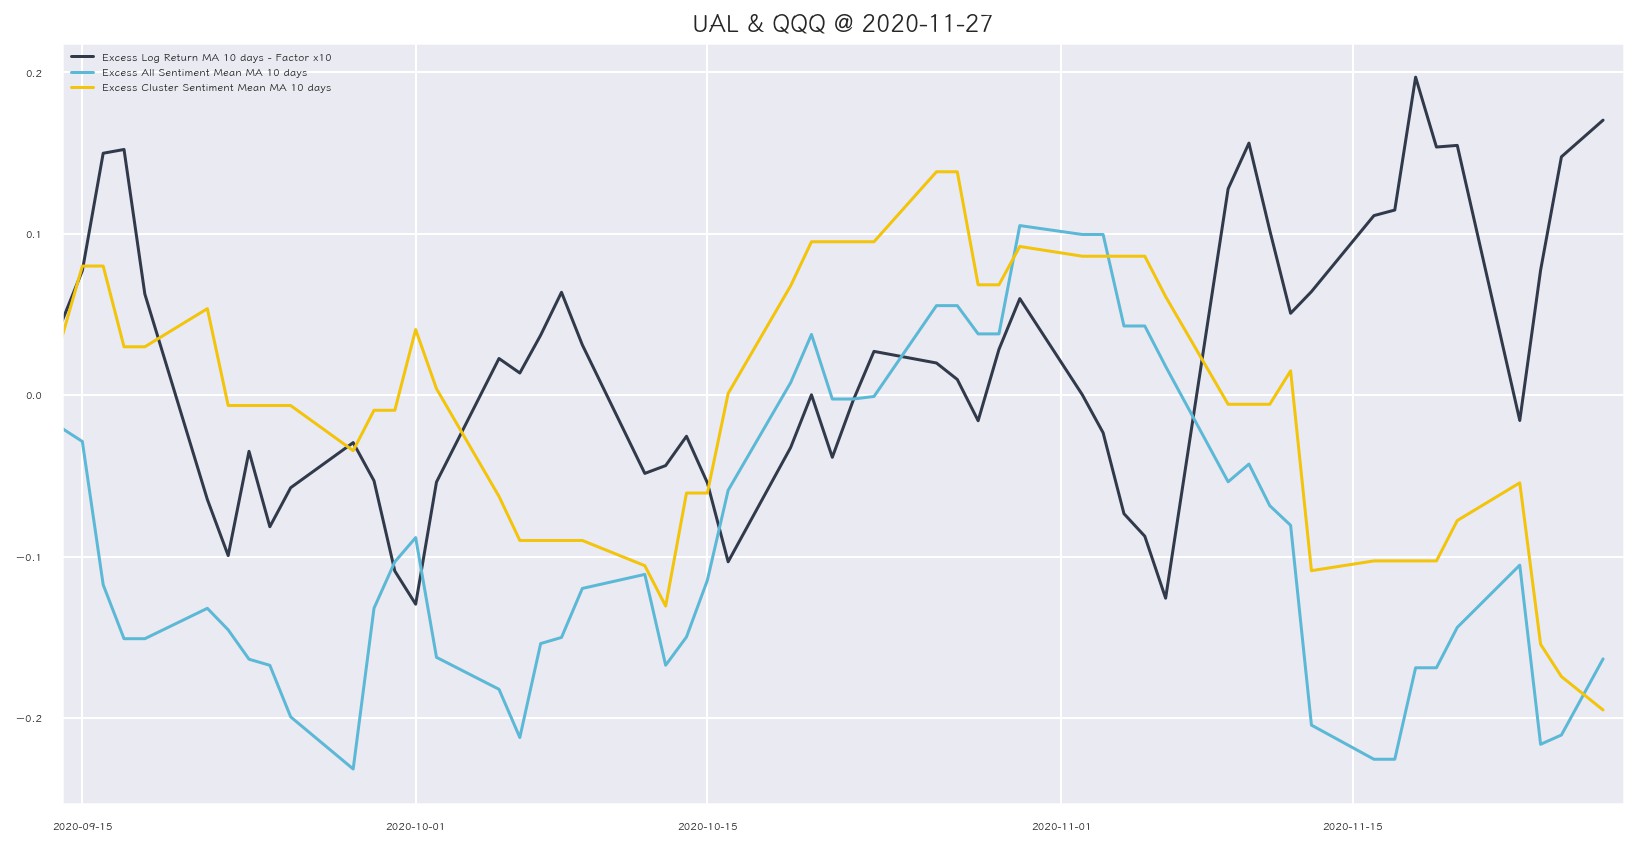 UAL & QQQ @ 2020-11-27
Excess Log Return MA 10 days - Factor x10
Excess All Sentiment Mean MA 10 days
Excess Cluster Sentiment Mean MA 10 days
0.2
0.1
0.0
−0.1
−0.2
2020-09-15 2020-10-01 2020-10-15 2020-11-01 2020-11-15